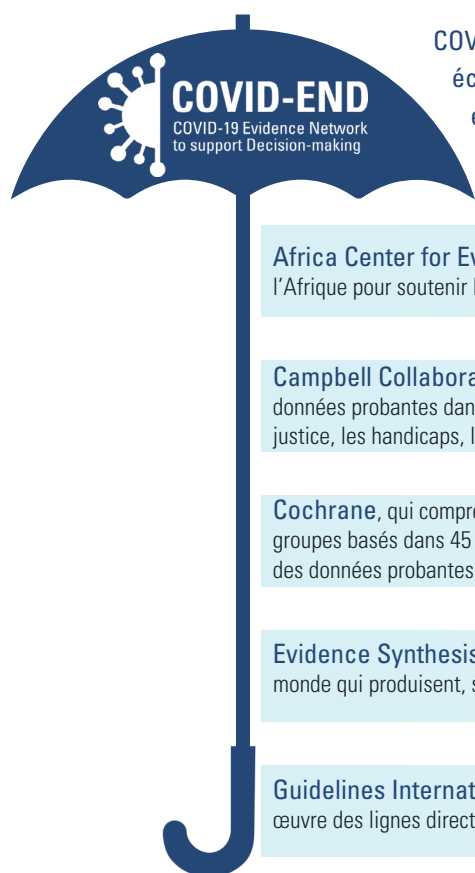 COVID-END
COVID-19 Evidence Network
to support Decision-making
COV
éc
e
Africa Center for Ev
l'Afrique pour soutenir l
Campbell Collabora
données probantes dan
justice, les handicaps, l
Cochrane, qui compre
groupes basés dans 45
des données probantes
Evidence Synthesis
monde qui produisent, s
Guidelines Internat
œuvre des lignes direct